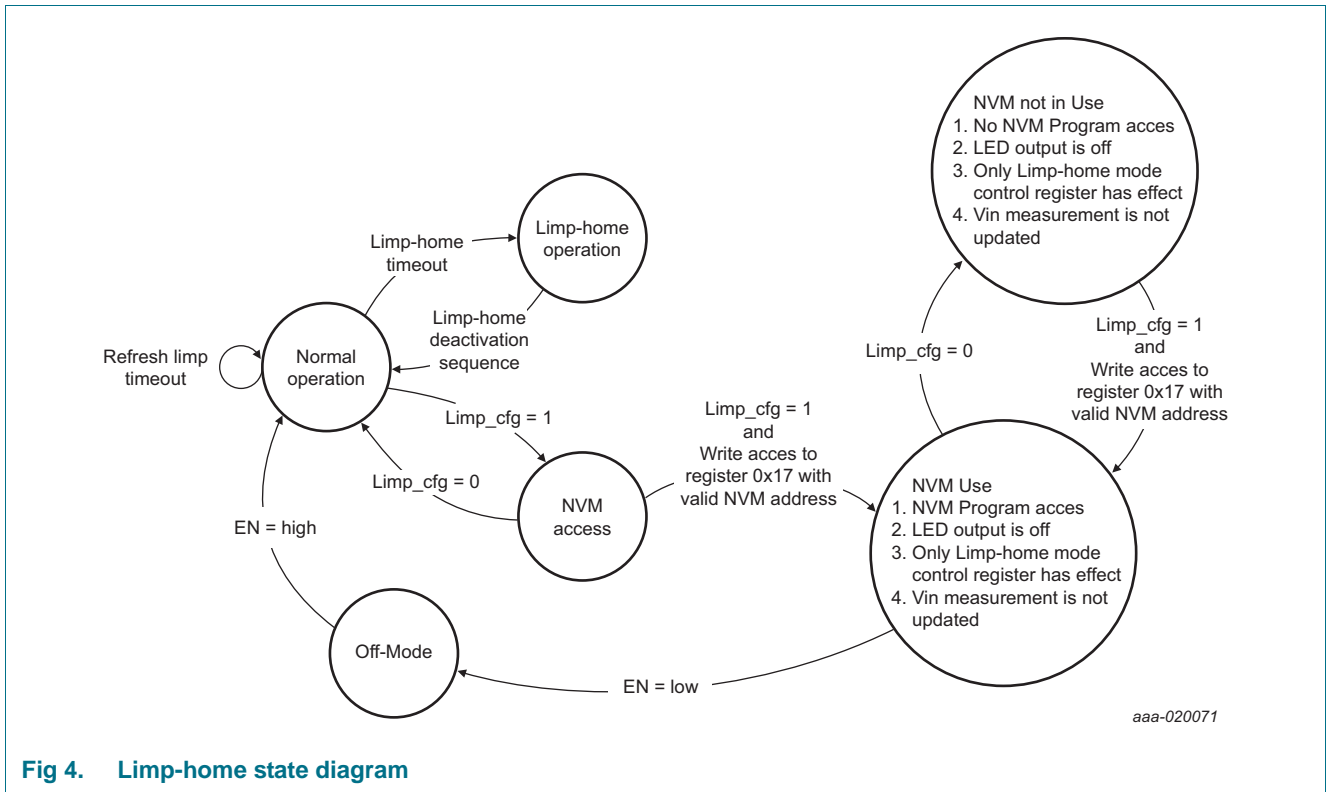 NVM not in Use
1. No NVM Program acces
2. LED output is off
3. Only Limp-home mode
control register has effect
4. Vin measurement is not
updated
Limp-home
operation
Limp-home
timeout
Limp-home
deactivation
sequence
Refresh limp
timeout
Normal
operation
Limp_cfg = 1
Limp_cfg = 0
NVM
access
Limp_cfg = 1
and
Write acces to
register 0x17 with
valid NVM address
Limp_cfg = 0
Limp_cfg = 1
and
Write acces to
register 0x17 with
valid NVM address
NVM Use
1. NVM Program acces
2. LED output is off
3. Only Limp-home mode
control register has effect
4. Vin measurement is not
updated
EN = high
Off-Mode
EN = low
aaa-020071
Fig 4. Limp-home state diagram